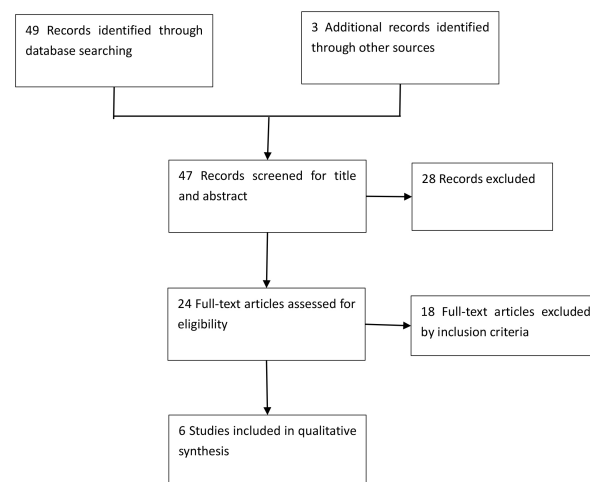 49 Records identified through
database searching
3 Additional records identified
through other sources
47 Records screened for title
and abstract
28 Records excluded
24 Full-text articles assessed for
eligibility
18 Full-text articles excluded
by inclusion criteria
6 Studies included in qualitative
synthesis